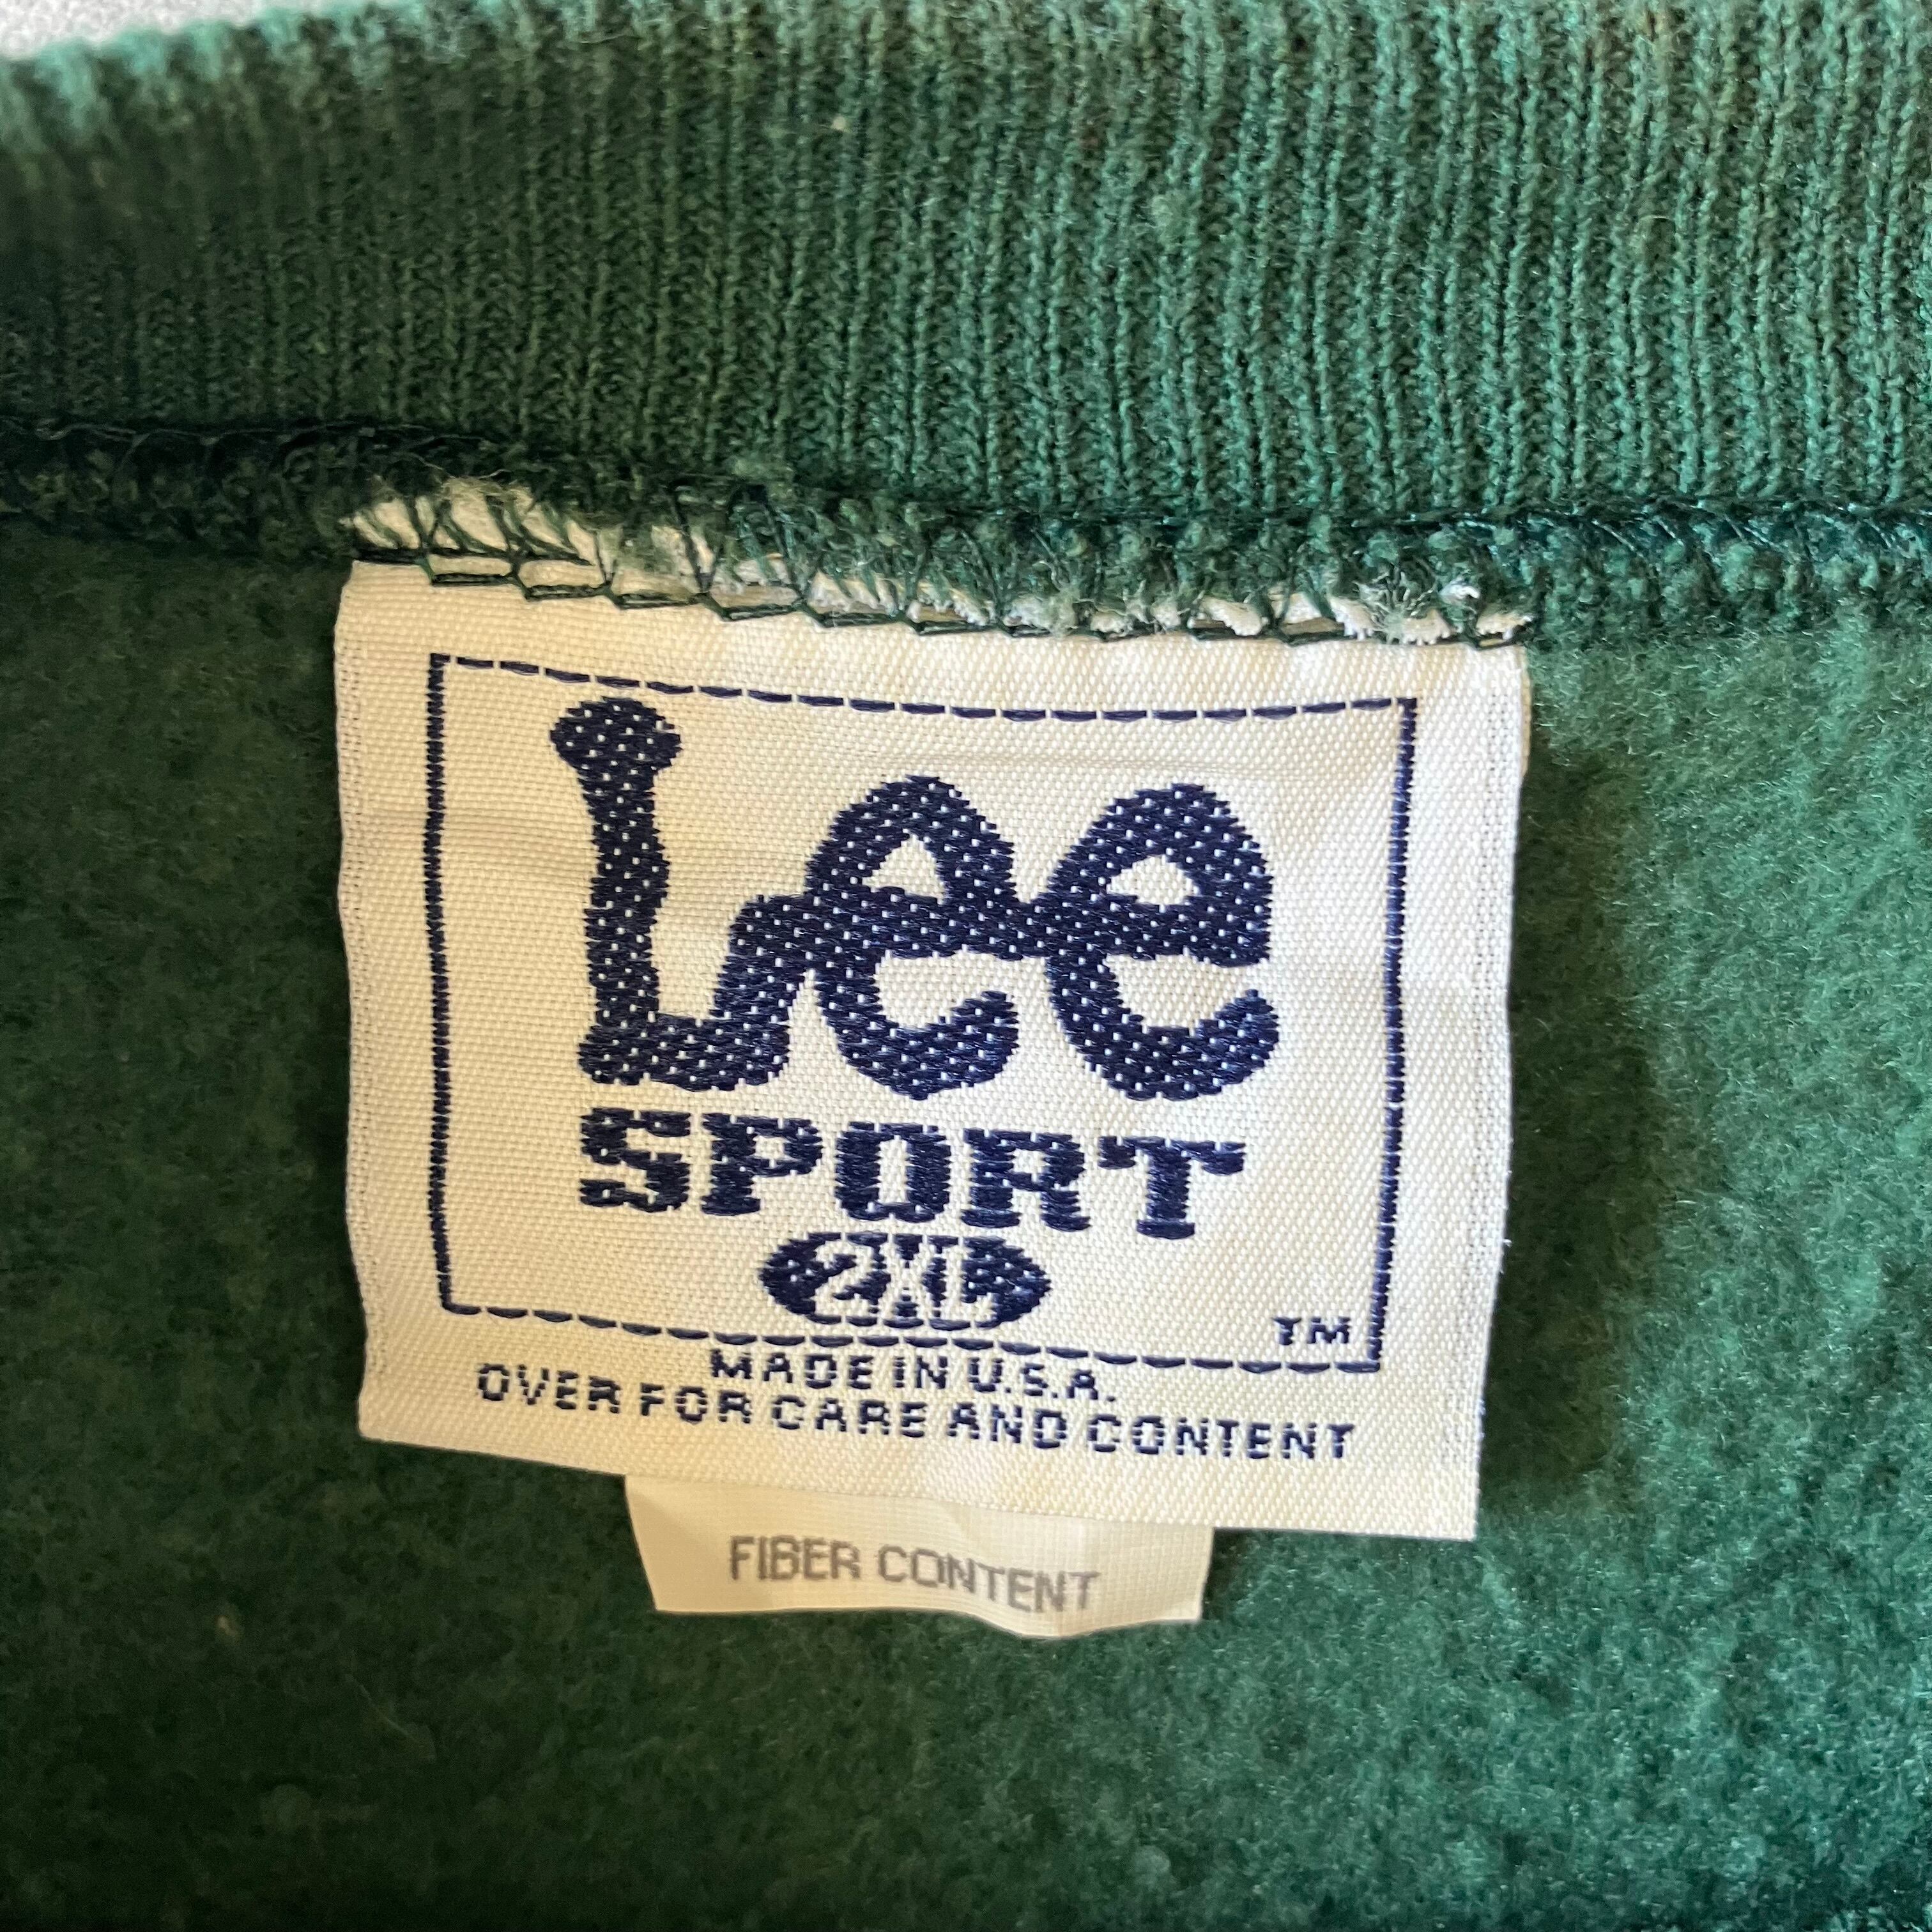 Lee
SPORT
2XL
TM
MADE IN U.S.A.
OVER FOR CARE AND CONTENT
FIBER CONTENT